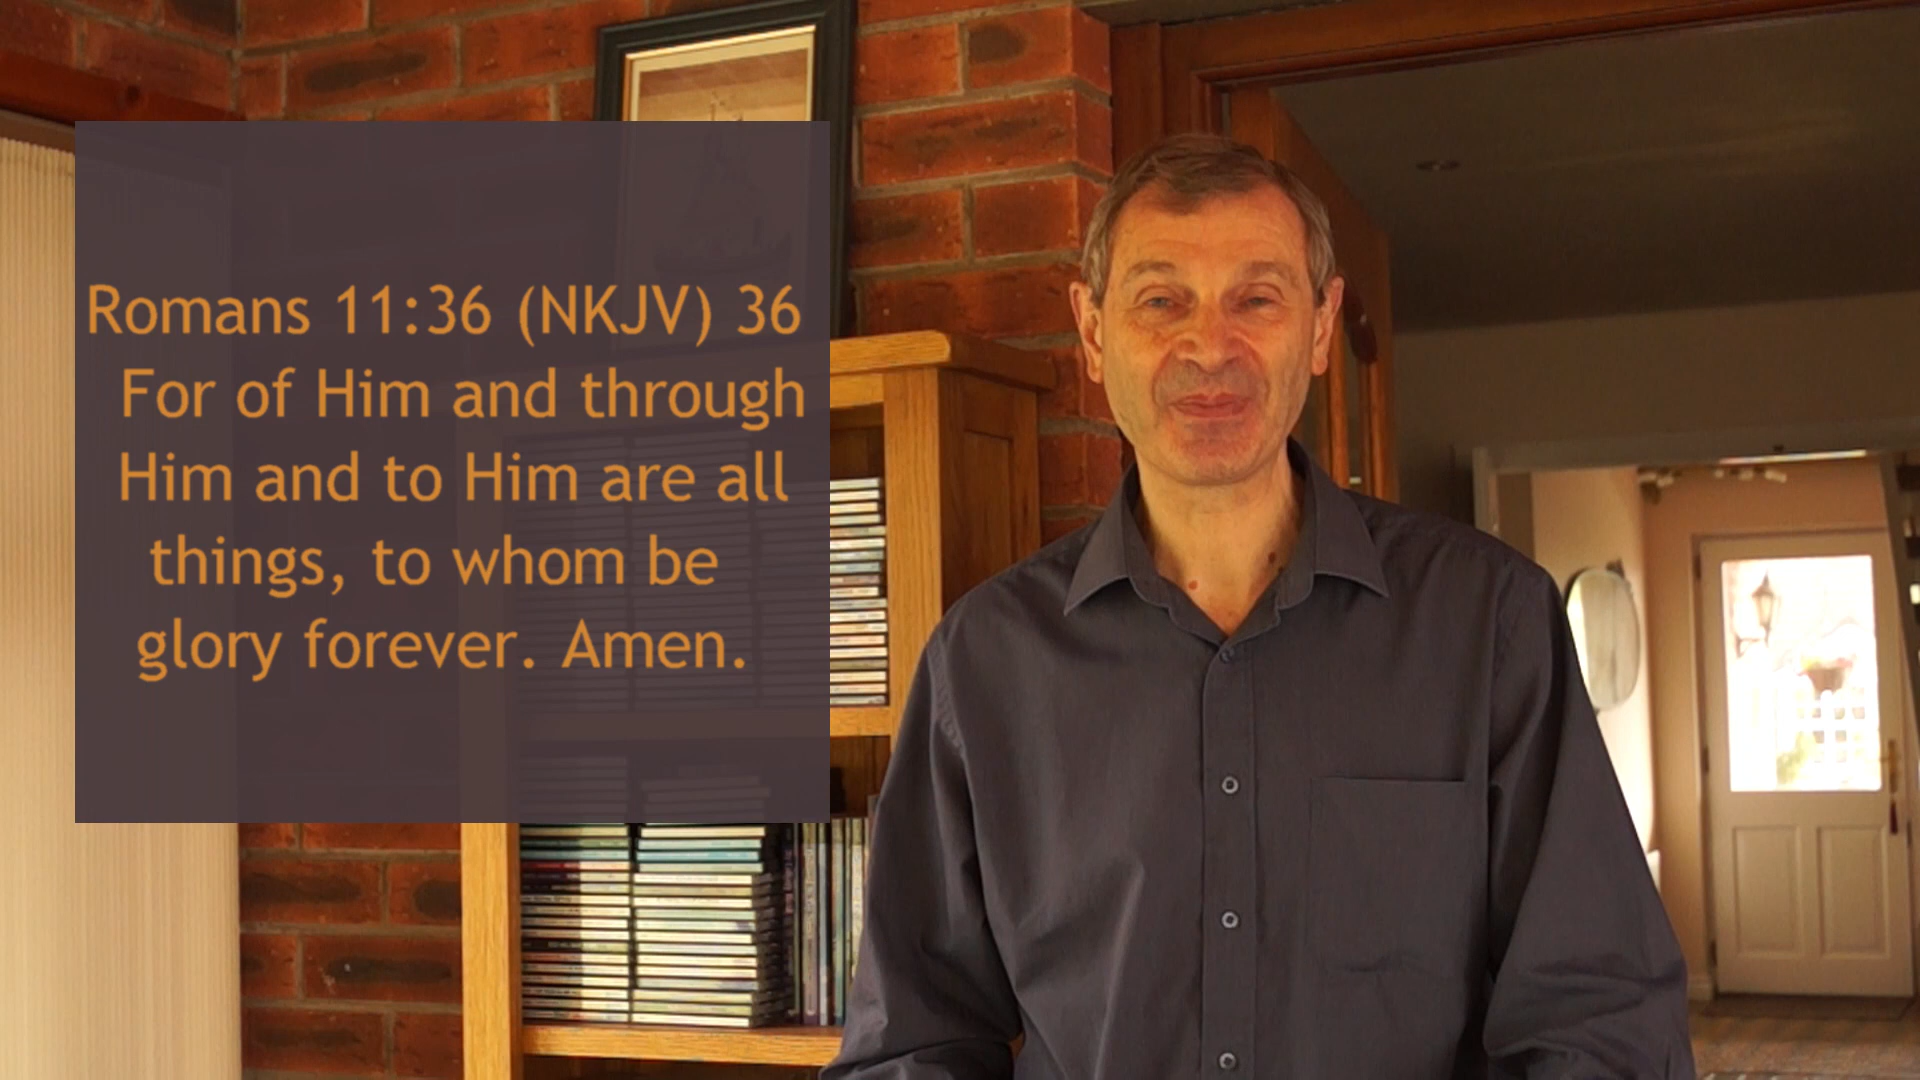 Romans 11:36 (NKJV) 36
For of Him and through
Him and to Him are all
things, to whom be
glory forever. Amen.